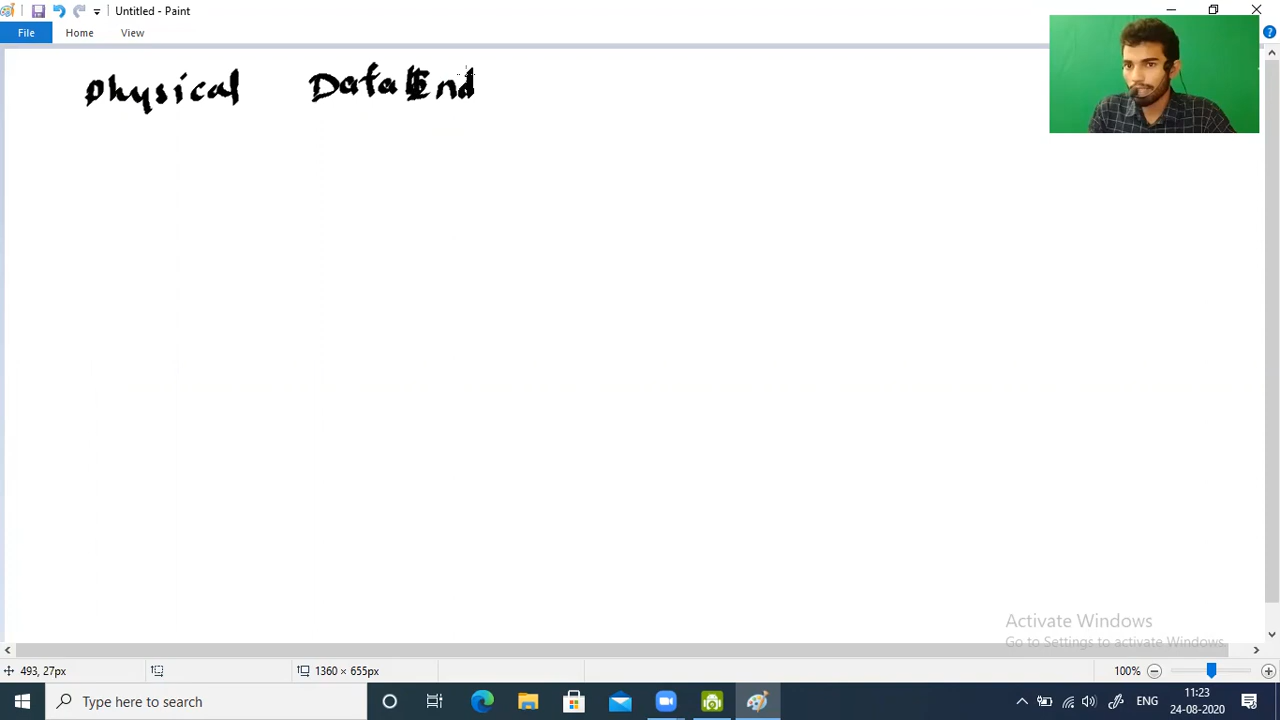 Untitled - Paint
File Home View
Physical Data End
Activate Windows
Go to Settings to activate Windows.
493, 27px 1360 × 655px 100%
Type here to search ENG 11:23
24-08-2020